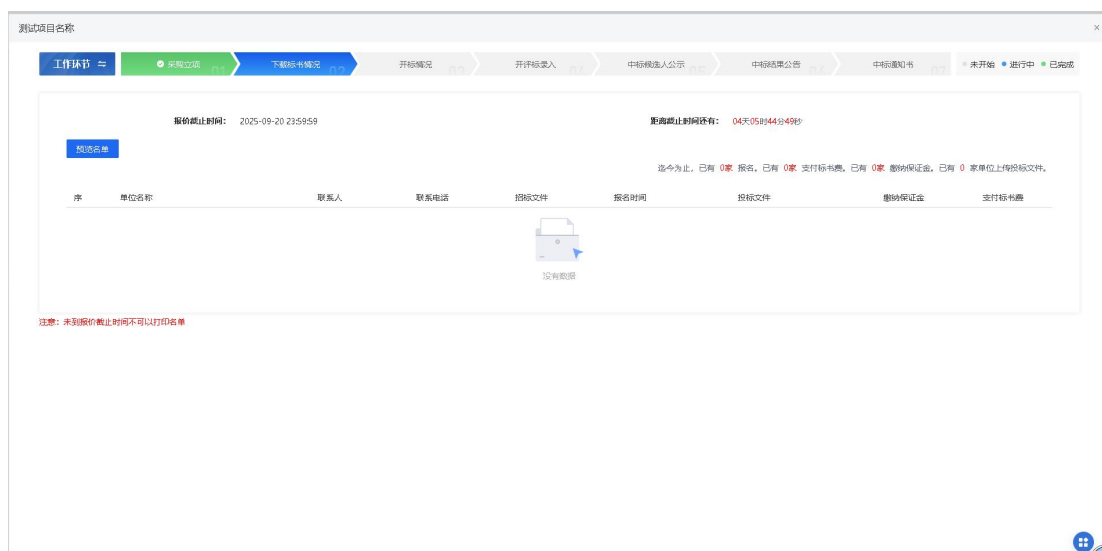 测试项目名称
×
工作环节
采购立项 01
下载标书情况 02
开标情况 03
开评标录入 04
中标候选人公示 05
中标结果公告 06
中标通知书 07
未开始 进行中 已完成
报价截止时间: 2025-09-20 23:59:59
距离截止时间还有: 04天05时44分49秒
预览名单
迄今为止，已有 0家 报名。已有 0家 支付标书费。已有 0家 缴纳保证金。已有 0 家单位上传投标文件。
序 单位名称 联系人 联系电话 招标文件 报名时间 投标文件 缴纳保证金 支付标书费
没有数据
注意：未到报价截止时间不可以打印名单